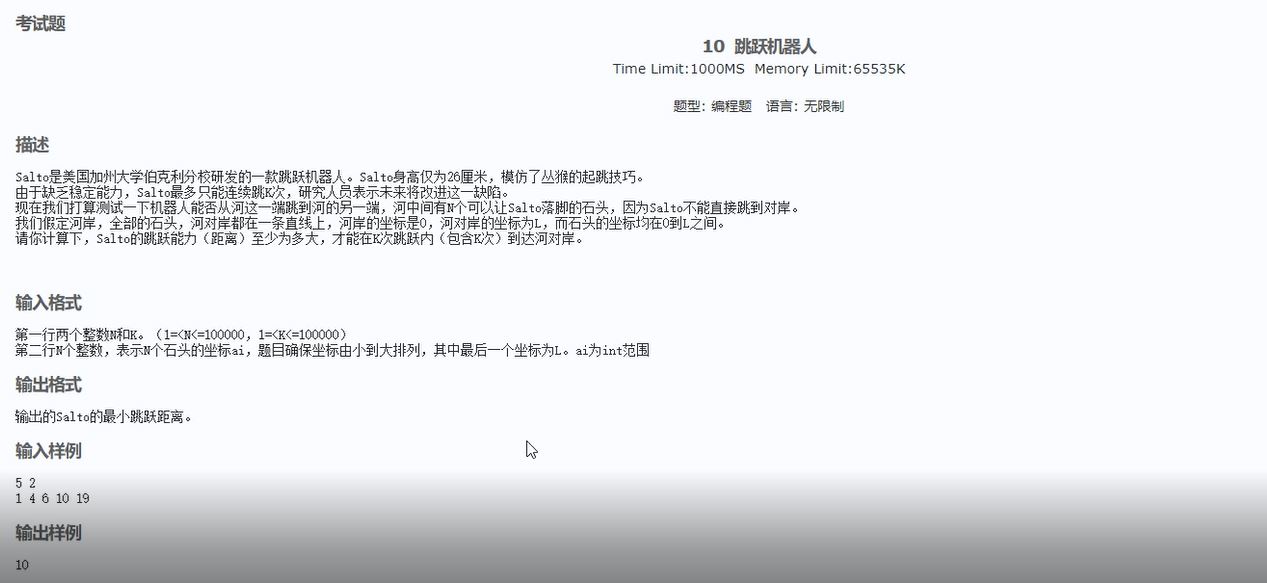 考试题
10 跳跃机器人
Time Limit:1000MS Memory Limit:65535K
题型: 编程题 语言: 无限制
描述
Salto是美国加州大学伯克利分校研发的一款跳跃机器人。Salto身高仅为26厘米，模仿了丛猴的起跳技巧。
由于缺乏稳定能力，Salto最多只能连续跳K次，研究人员表示未来将改进这一缺陷。
现在我们打算测试一下机器人能否从河这一端跳到河的另一端，河中间有N个可以让Salto落脚的石头，因为Salto不能直接跳到对岸。
我们假定河岸，全部的石头，河对岸都在一条直线上，河岸的坐标是0，河对岸的坐标为L，而石头的坐标均在0到L之间。
请你计算下，Salto的跳跃能力（距离）至少为多大，才能在K次跳跃内（包含K次）到达河对岸。
输入格式
第一行两个整数N和K。（1=<N<=100000，1=<K<=100000）
第二行N个整数，表示N个石头的坐标ai，题目确保坐标由小到大排列，其中最后一个坐标为L。ai为int范围
输出格式
输出的Salto的最小跳跃距离。
输入样例
5 2
1 4 6 10 19
输出样例
10